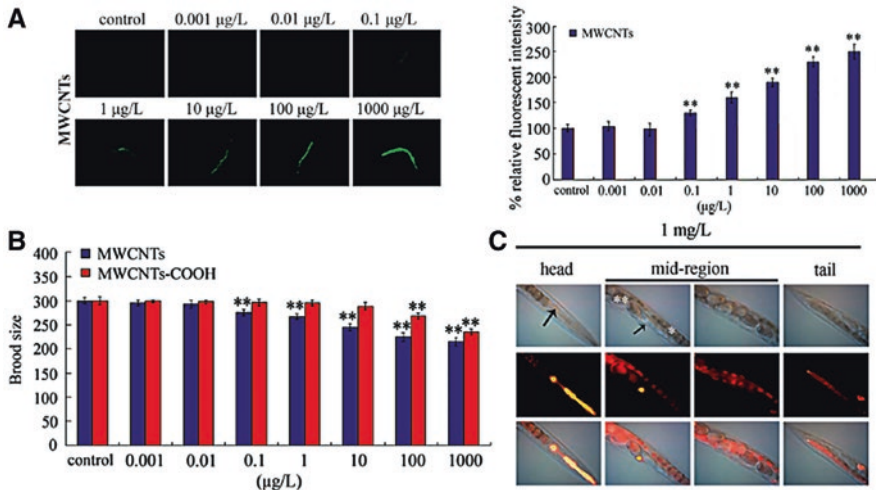 A
control 0.001 µg/L 0.01 µg/L 0.1 µg/L
MWCNTs
1 µg/L 10 µg/L 100 µg/L 1000 µg/L
% relative fluorescent intensity
300
250
200
150
100
50
0
MWCNTs
** ** ** ** **
control 0.001 0.01 0.1 1 10 100 1000
(µg/L)
B
Brood size
400
350
300
250
200
150
100
50
0
MWCNTs
MWCNTs-COOH
** ** ** ** ** ** **
control 0.001 0.01 0.1 1 10 100 1000
(µg/L)
C
1 mg/L
head mid-region tail
** *